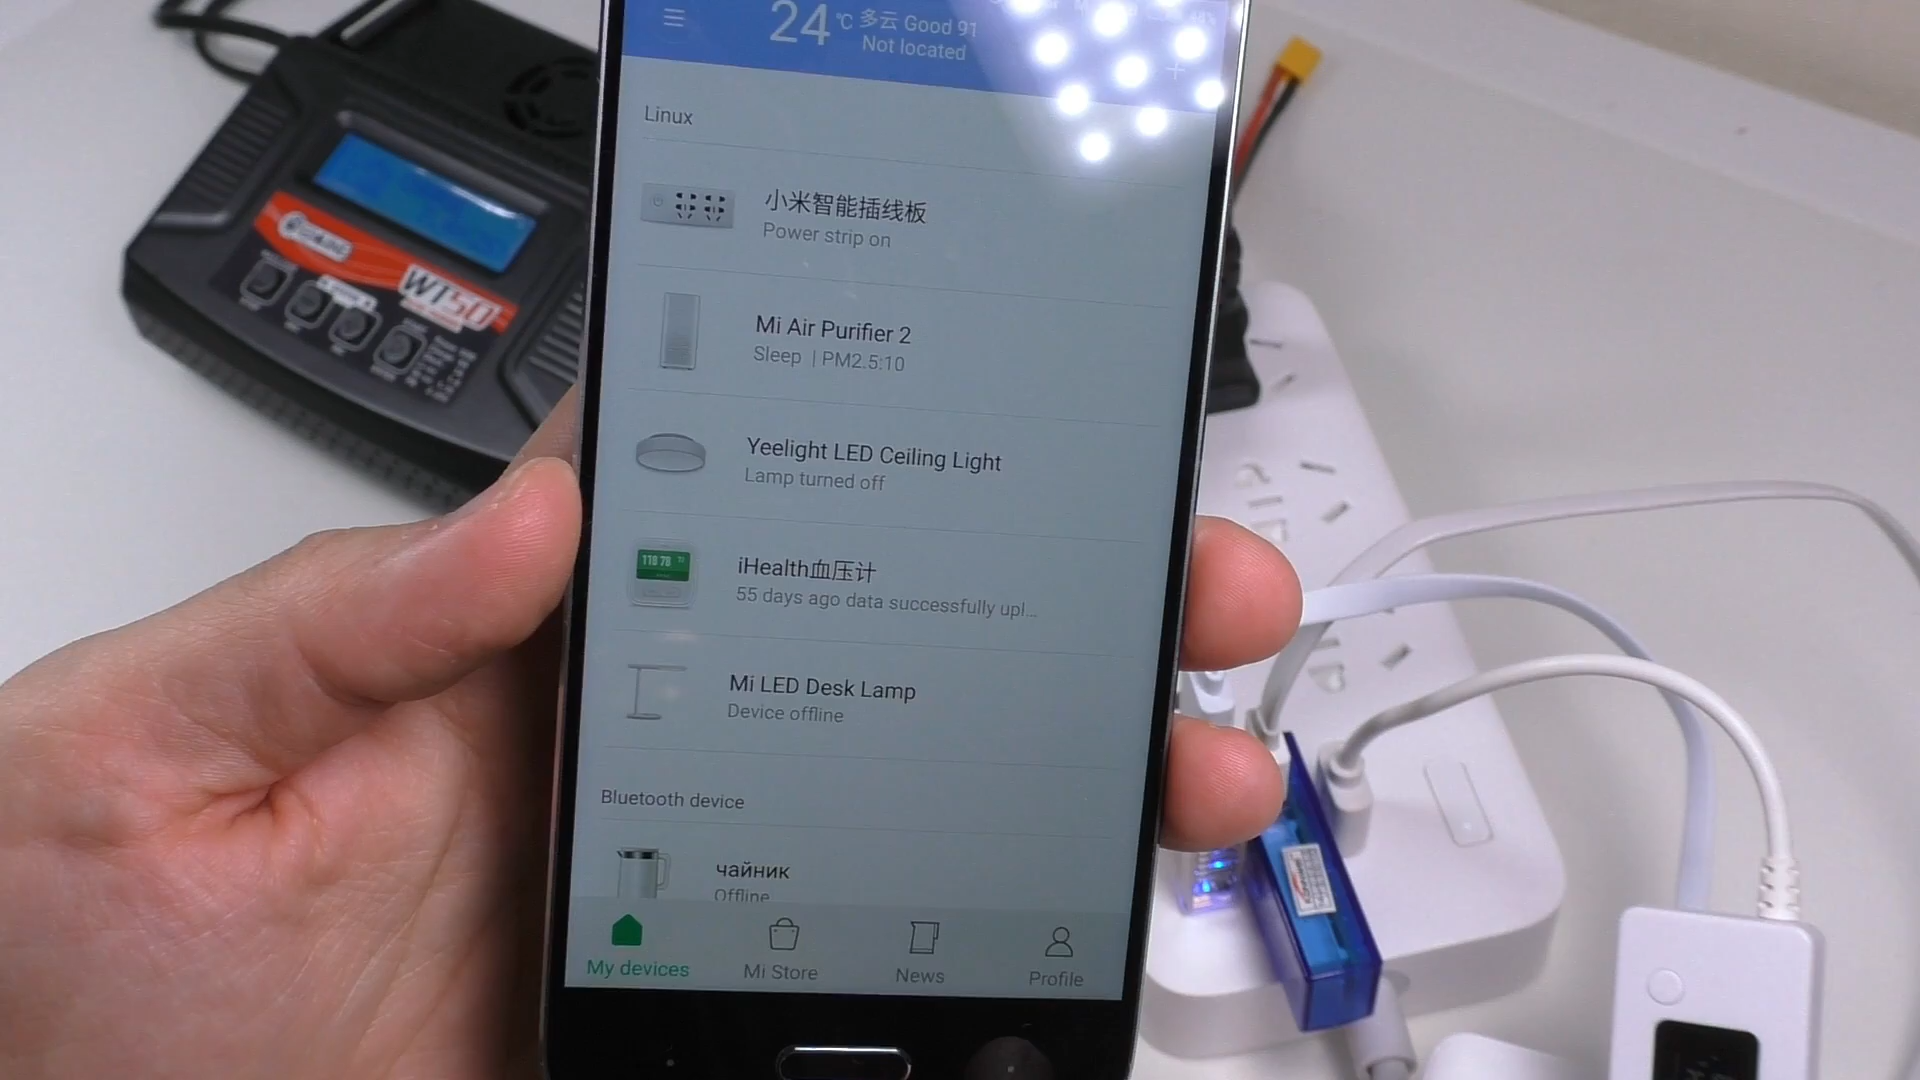 24 °C 多云 Good 91
Not located
Linux
小米智能插线板
Power strip on
Mi Air Purifier 2
Sleep | PM2.5:10
Yeelight LED Ceiling Light
Lamp turned off
118 78
iHealth血压计
55 days ago data successfully upl...
Mi LED Desk Lamp
Device offline
Bluetooth device
чайник
Offline
My devices
Mi Store
News
Profile
W150